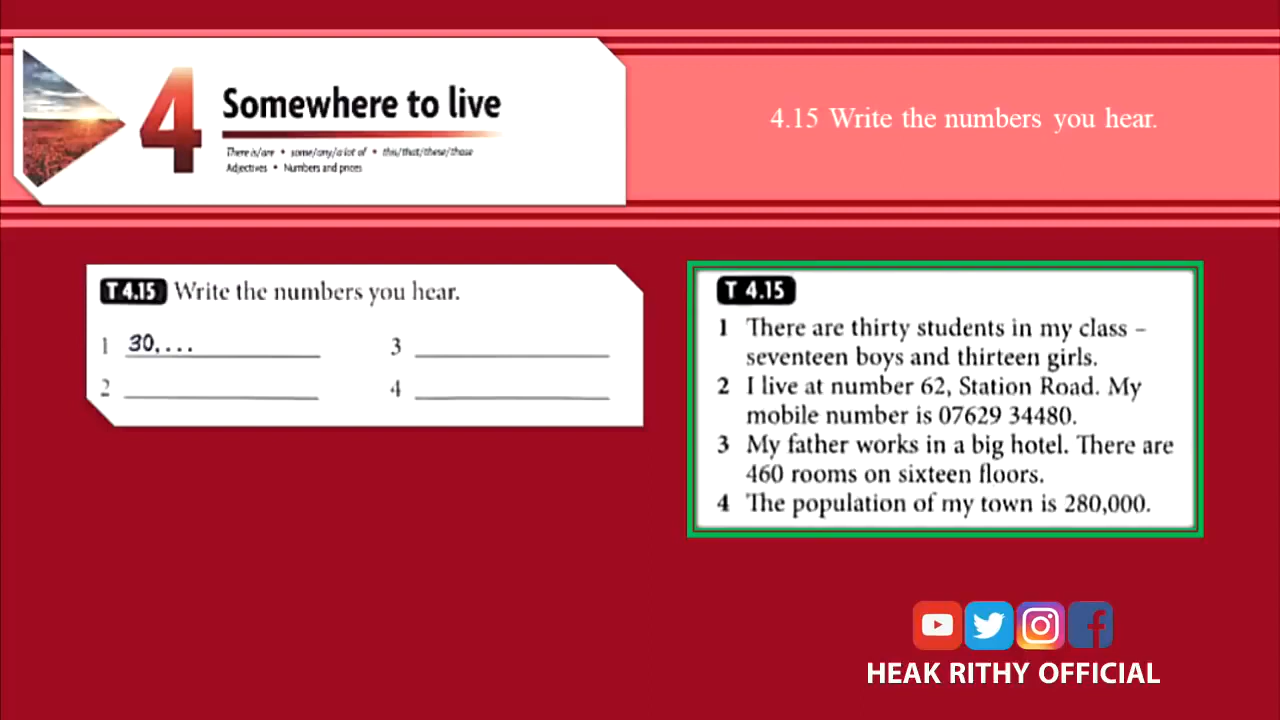 4
Somewhere to live
There is/are • some/any/a lot of • this/that/these/those
Adjectives • Numbers and prices
4.15 Write the numbers you hear.
T 4.15 Write the numbers you hear.
1 30, . . .
2
3
4
T 4.15
1 There are thirty students in my class –
seventeen boys and thirteen girls.
2 I live at number 62, Station Road. My
mobile number is 07629 34480.
3 My father works in a big hotel. There are
460 rooms on sixteen floors.
4 The population of my town is 280,000.
HEAK RITHY OFFICIAL